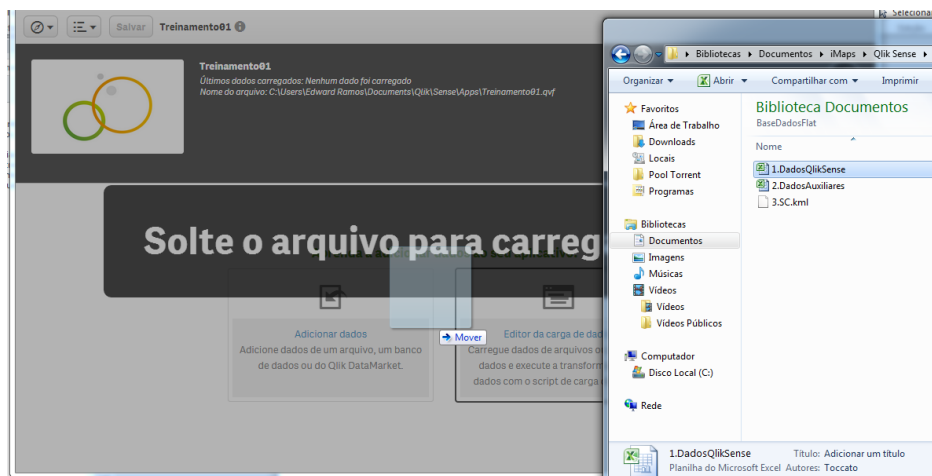 Salvar
Treinamento01
Treinamento01
Últimos dados carregados: Nenhum dado foi carregado
Nome do arquivo: C:\Users\Edward Ramos\Documents\Qlik\Sense\Apps\Treinamento01.qvf
Solte o arquivo para carreg
Mover
Adicionar dados
Adicione dados de um arquivo, um banco
de dados ou do Qlik DataMarket.
Editor da carga de dad
Carregue dados de arquivos o
dados e execute a transform
dados com o script de carga
Selecionar
Bibliotecas
Documentos
iMaps
Qlik Sense
Organizar
Abrir
Compartilhar com
Imprimir
Favoritos
Área de Trabalho
Downloads
Locais
Pool Torrent
Programas
Bibliotecas
Documentos
Imagens
Músicas
Vídeos
Vídeos
Vídeos Públicos
Computador
Disco Local (C:)
Rede
Biblioteca Documentos
BaseDadosFlat
Nome
1.DadosQlikSense
2.DadosAuxiliares
3.SC.kml
1.DadosQlikSense
Título: Adicionar um título
Planilha do Microsoft Excel
Autores: Toccato